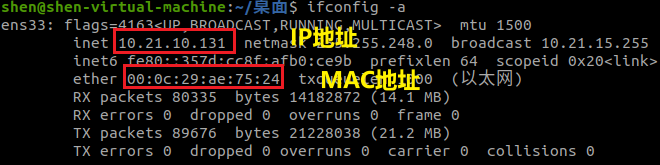 shen@shen-virtual-machine:~/桌面$ ifconfig -a
ens33: flags=4163<UP,BROADCAST,RUNNING,MULTICAST> mtu 1500
inet 10.21.10.131 netmask 255.255.248.0 broadcast 10.21.15.255
IP地址
inet6 fe80::357d:cc8f:afb0:ce9b prefixlen 64 scopeid 0x20<link>
ether 00:0c:29:ae:75:24 txqueuelen 1000 (以太网)
MAC地址
RX packets 80335 bytes 14182872 (14.1 MB)
RX errors 0 dropped 0 overruns 0 frame 0
TX packets 89676 bytes 21228038 (21.2 MB)
TX errors 0 dropped 0 overruns 0 carrier 0 collisions 0